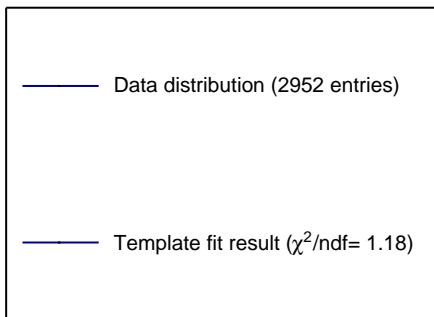 Data distribution (2952 entries)
Template fit result (χ²/ndf= 1.18)